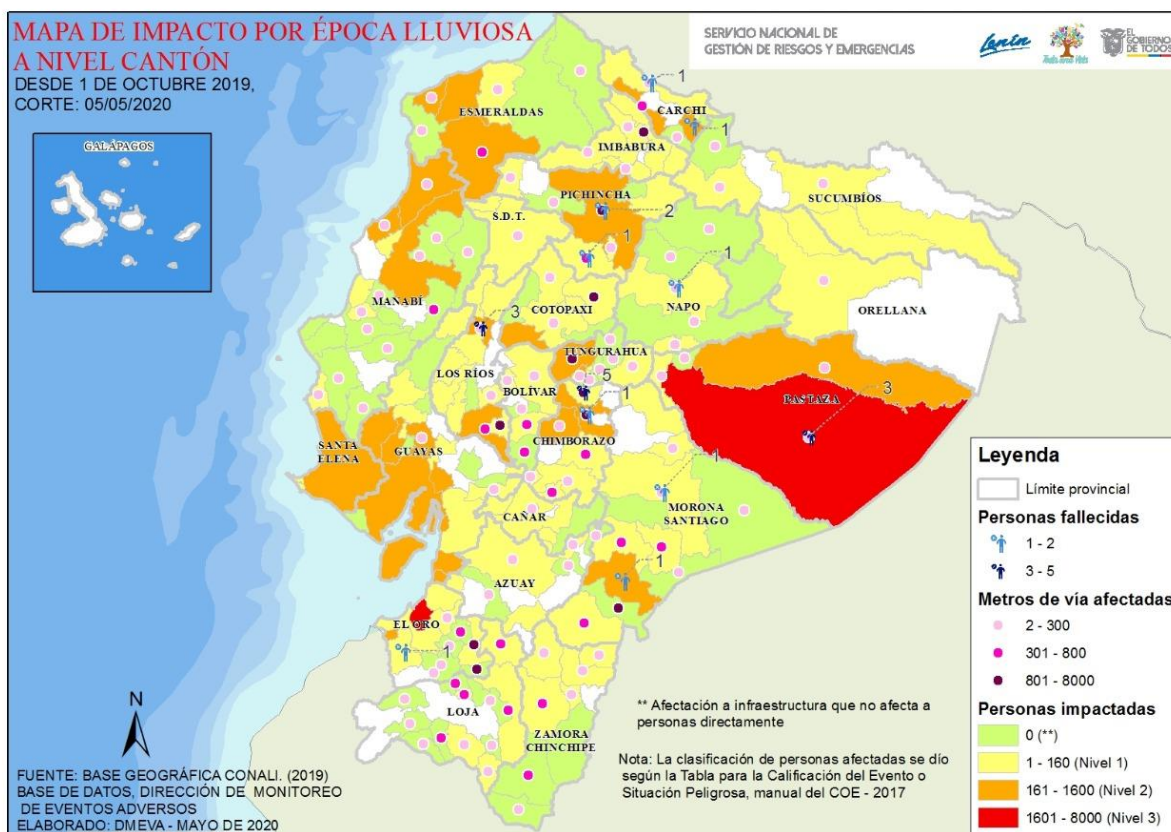 MAPA DE IMPACTO POR ÉPOCA LLUVIOSA
A NIVEL CANTÓN
DESDE 1 DE OCTUBRE 2019,
CORTE: 05/05/2020
SERVICIO NACIONAL DE
GESTIÓN DE RIESGOS Y EMERGENCIAS
Lenín
Toda una Vida
EL
GOBIERNO
DE TODOS
GALÁPAGOS
1
ESMERALDAS
CARCHI
1
IMBABURA
PICHINCHA
SUCUMBÍOS
2
S.D.T.
1
1
MANABÍ
COTOPAXI
NAPO
ORELLANA
3
TUNGURAHUA
LOS RÍOS
5
BOLÍVAR
1
3
PASTAZA
SANTA
ELENA
GUAYAS
CHIMBORAZO
1
MORONA
SANTIAGO
CAÑAR
1
AZUAY
EL ORO
1
LOJA
ZAMORA
CHINCHIPE
N
** Afectación a infraestructura que no afecta a
personas directamente
Nota: La clasificación de personas afectadas se dío
según la Tabla para la Calificación del Evento o
Situación Peligrosa, manual del COE - 2017
FUENTE: BASE GEOGRÁFICA CONALI. (2019)
BASE DE DATOS, DIRECCIÓN DE MONITOREO
DE EVENTOS ADVERSOS
ELABORADO: DMEVA - MAYO DE 2020
Leyenda
Límite provincial
Personas fallecidas
1 - 2
3 - 5
Metros de vía afectadas
2 - 300
301 - 800
801 - 8000
Personas impactadas
0 (**)
1 - 160 (Nivel 1)
161 - 1600 (Nivel 2)
1601 - 8000 (Nivel 3)